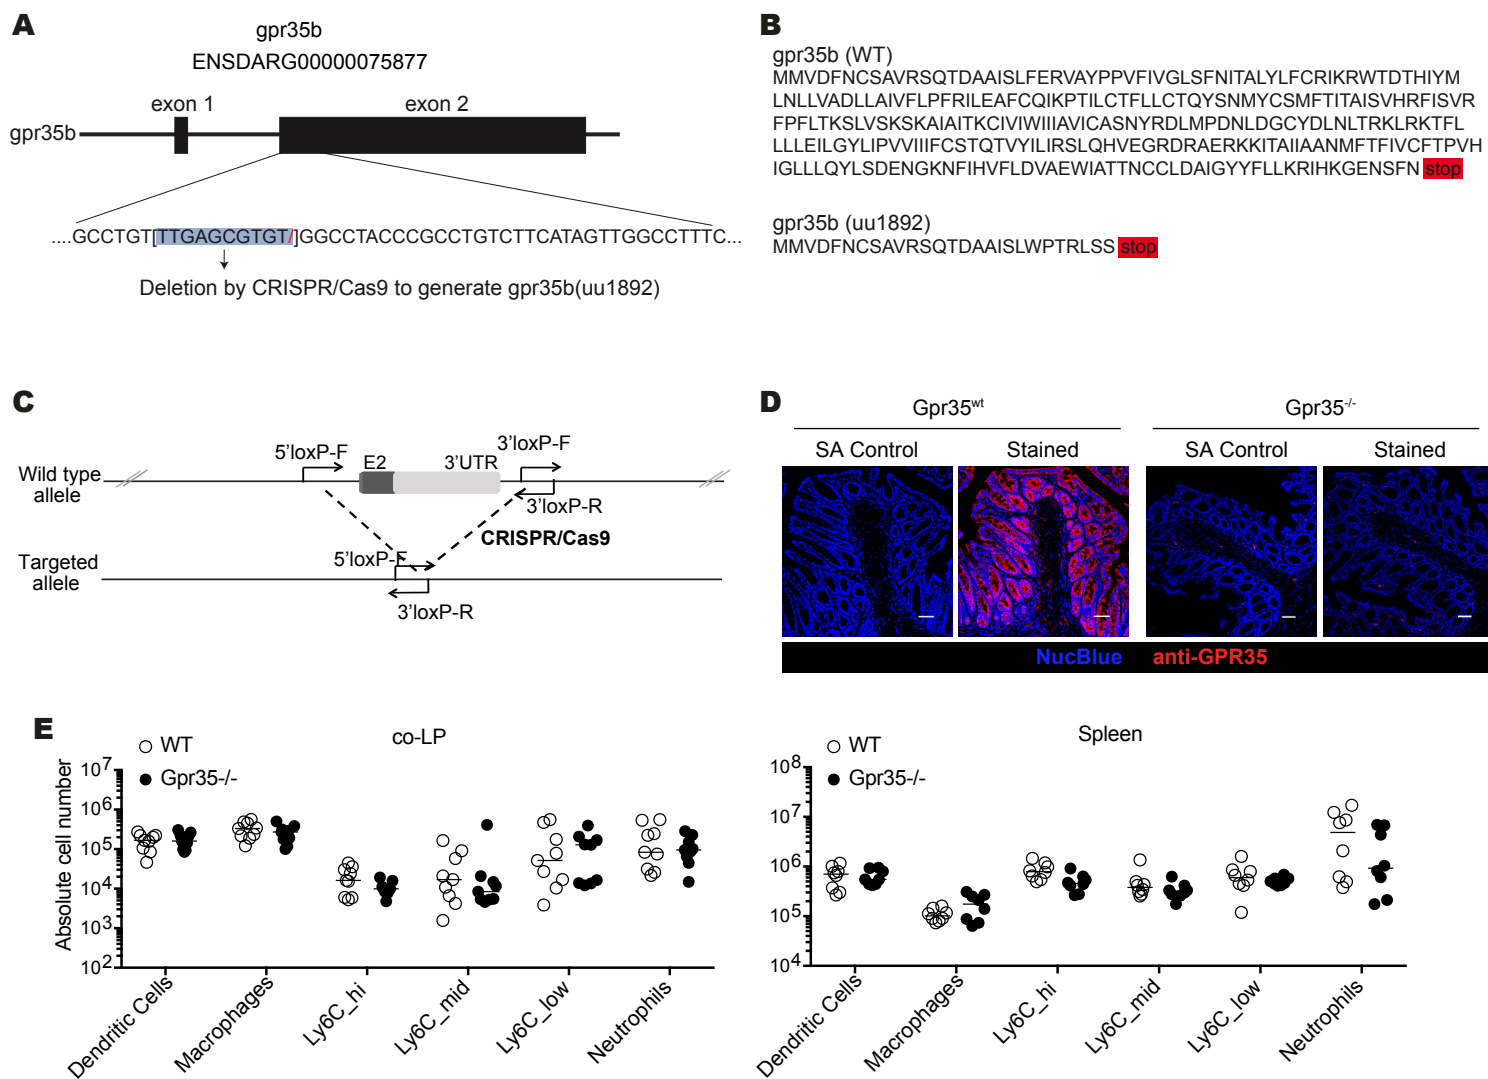 A
gpr35b
ENSDARG00000075877
exon 1
exon 2
gpr35b
....GCCTGT[TTGAGCGTGT/]GGCCTACCCGCCTGTCTTCATAGTTGGCCTTTC...
Deletion by CRISPR/Cas9 to generate gpr35b(uu1892)
B
gpr35b (WT)
MMVDFNCSAVRSQTDAAISLFERVAYPPVFIVGLSFNITALYLFCRIKRWTDTHIYM
LNLLVADLLAIVFLPFRILEAFCQIKPTILCTFLLCTQYSNMYCSMFTITAISVHRFISVR
FPFLTKSLVSKSKAIAITKCIVIWIIIAVICASNYRDLMPDNLDGCYDLNLTRKLRKTFL
LLLEILGYLIPVVIIIFCSTQTVYILIRSLQHVEGRDRAERKKITAIIAANMFTFIVCFTPVH
IGLLLQYLSDENGKNFIHVFLDVAEWIATTNCCLDAIGYYFLLKRIHKGENSFN stop
gpr35b (uu1892)
MMVDFNCSAVRSQTDAAISLWPTRLSS stop
C
Wild type
allele
5'loxP-F
E2
3'UTR
3'loxP-F
3'loxP-R
CRISPR/Cas9
Targeted
allele
5'loxP-F
3'loxP-R
D
Gpr35wt
Gpr35-/-
SA Control
Stained
SA Control
Stained
NucBlue
anti-GPR35
E
co-LP
WT
Gpr35-/-
Absolute cell number
10^7
10^6
10^5
10^4
10^3
10^2
Dendritic Cells
Macrophages
Ly6C_hi
Ly6C_mid
Ly6C_low
Neutrophils
Spleen
WT
Gpr35-/-
10^8
10^7
10^6
10^5
10^4
Dendritic Cells
Macrophages
Ly6C_hi
Ly6C_mid
Ly6C_low
Neutrophils